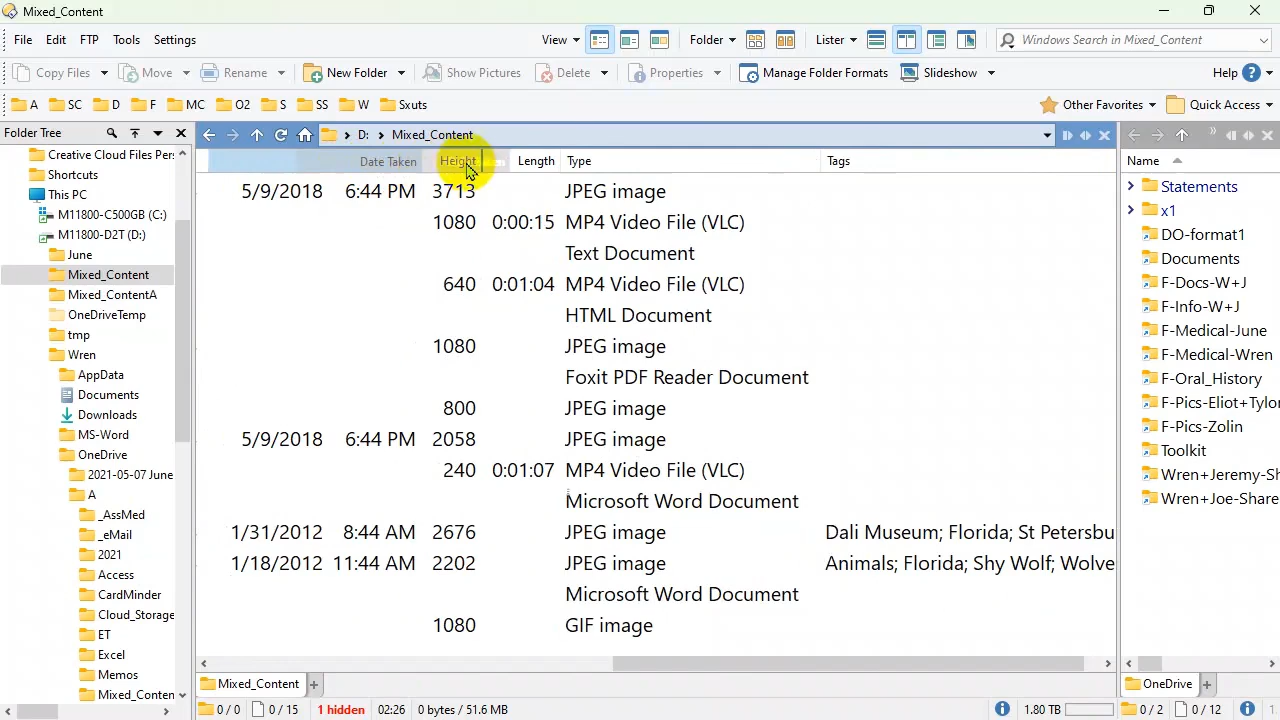 Mixed_Content
File Edit FTP Tools Settings View Folder Lister Windows Search in Mixed_Content
Copy Files Move Rename New Folder Show Pictures Delete Properties Manage Folder Formats Slideshow Help
A SC D F MC O2 S SS W Sxuts Other Favorites Quick Access
Folder Tree
D: Mixed_Content
Date Taken Height Length Type Tags
Name
Creative Cloud Files Per
Shortcuts
This PC
M11800-C500GB (C:)
M11800-D2T (D:)
June
Mixed_Content
Mixed_ContentA
OneDriveTemp
tmp
Wren
AppData
Documents
Downloads
MS-Word
OneDrive
2021-05-07 June
A
_AssMed
_eMail
2021
Access
CardMinder
Cloud_Storage
ET
Excel
Memos
Mixed_Conten
5/9/2018 6:44 PM 3713 JPEG image
1080 0:00:15 MP4 Video File (VLC)
Text Document
640 0:01:04 MP4 Video File (VLC)
HTML Document
1080 JPEG image
Foxit PDF Reader Document
800 JPEG image
5/9/2018 6:44 PM 2058 JPEG image
240 0:01:07 MP4 Video File (VLC)
Microsoft Word Document
1/31/2012 8:44 AM 2676 JPEG image Dali Museum; Florida; St Petersbu
1/18/2012 11:44 AM 2202 JPEG image Animals; Florida; Shy Wolf; Wolve
Microsoft Word Document
1080 GIF image
Statements
x1
DO-format1
Documents
F-Docs-W+J
F-Info-W+J
F-Medical-June
F-Medical-Wren
F-Oral_History
F-Pics-Eliot+Tylo
F-Pics-Zolin
Toolkit
Wren+Jeremy-Sh
Wren+Joe-Share
Mixed_Content
OneDrive
0 / 0 0 / 15 1 hidden 02:26 0 bytes / 51.6 MB 1.80 TB 0 / 2 0 / 12 1.